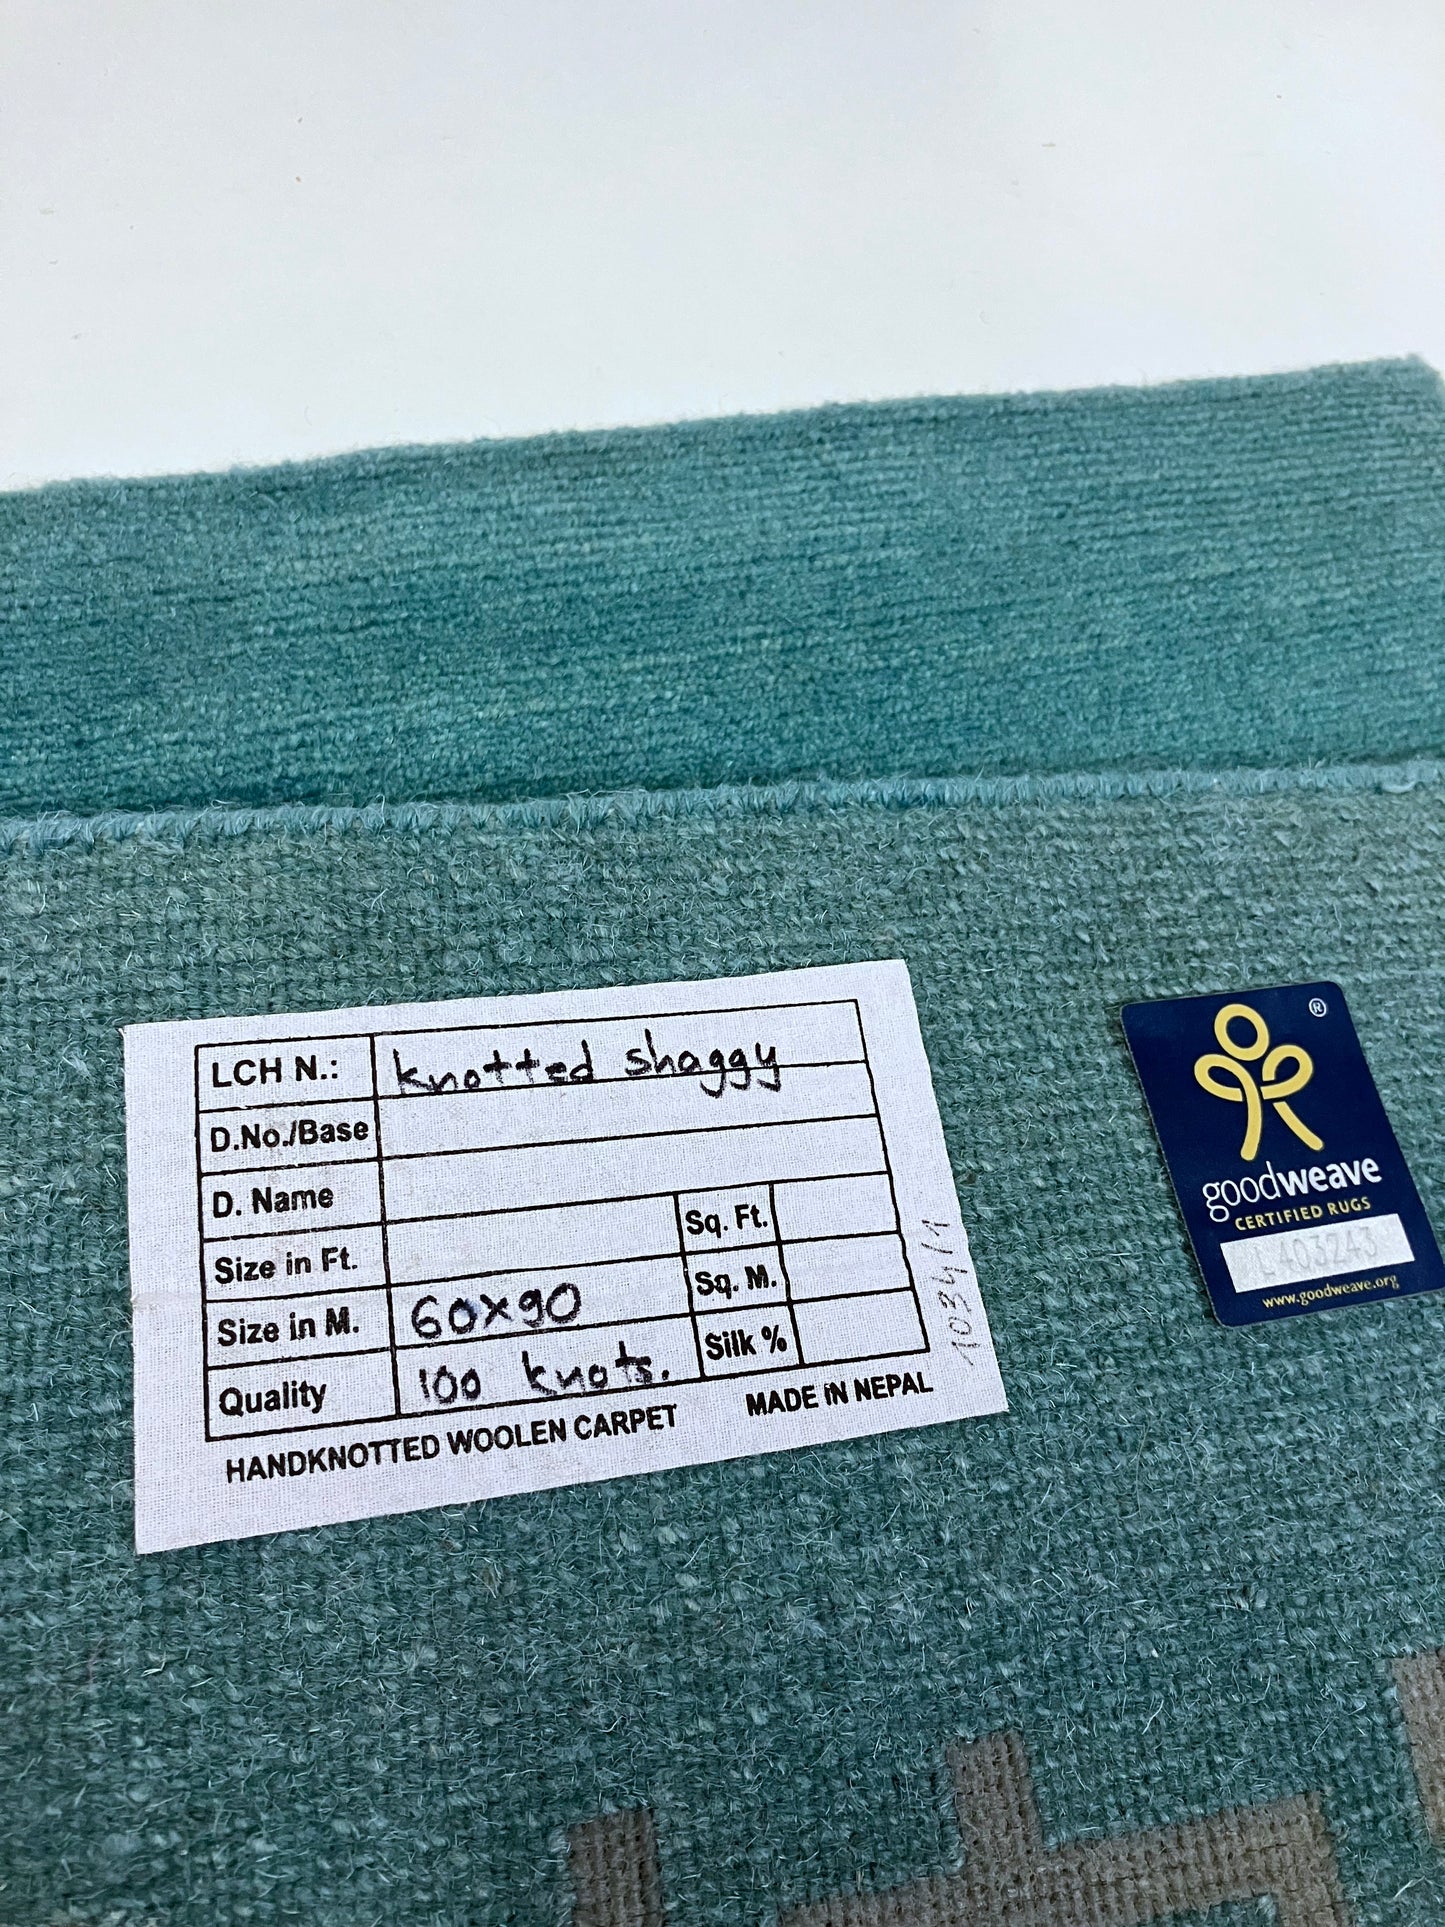 LCH N.: knotted shaggy
D.No./Base
D. Name
Size in Ft. Sq. Ft.
Size in M. 60x90 Sq. M.
Quality 100 knots. Silk %
HANDKNOTTED WOOLEN CARPET MADE iN NEPAL
1034/1
®
goodweave
CERTIFIED RUGS
L403243
www.goodweave.org